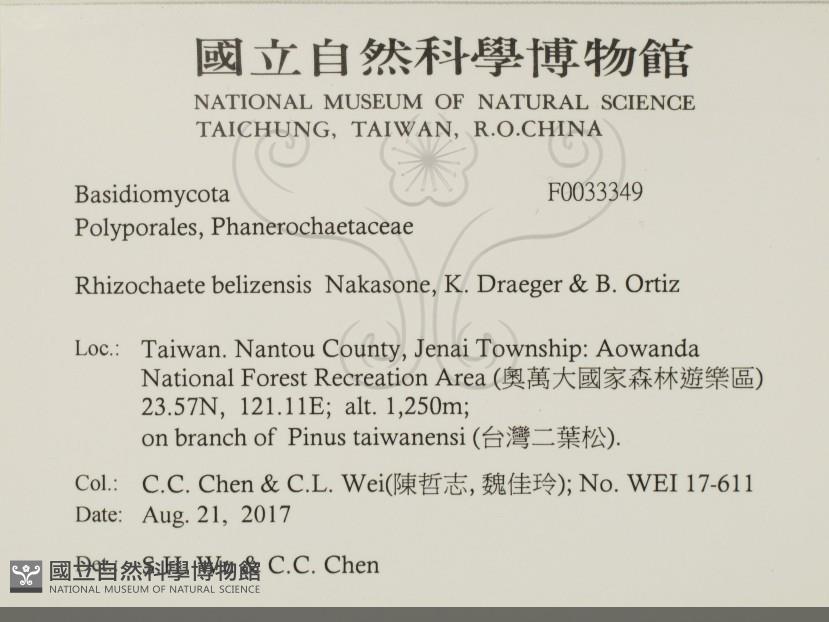 國立自然科學博物館
NATIONAL MUSEUM OF NATURAL SCIENCE
TAICHUNG, TAIWAN, R.O.CHINA
Basidiomycota F0033349
Polyporales, Phanerochaetaceae
Rhizochaete belizensis Nakasone, K. Draeger & B. Ortiz
Loc.: Taiwan. Nantou County, Jenai Township: Aowanda
National Forest Recreation Area (奧萬大國家森林遊樂區)
23.57N, 121.11E; alt. 1,250m;
on branch of Pinus taiwanensi (台灣二葉松).
Col.: C.C. Chen & C.L. Wei(陳哲志, 魏佳玲); No. WEI 17-611
Date: Aug. 21, 2017
Det.: S.H. Wu & C.C. Chen
國立自然科學博物館
NATIONAL MUSEUM OF NATURAL SCIENCE